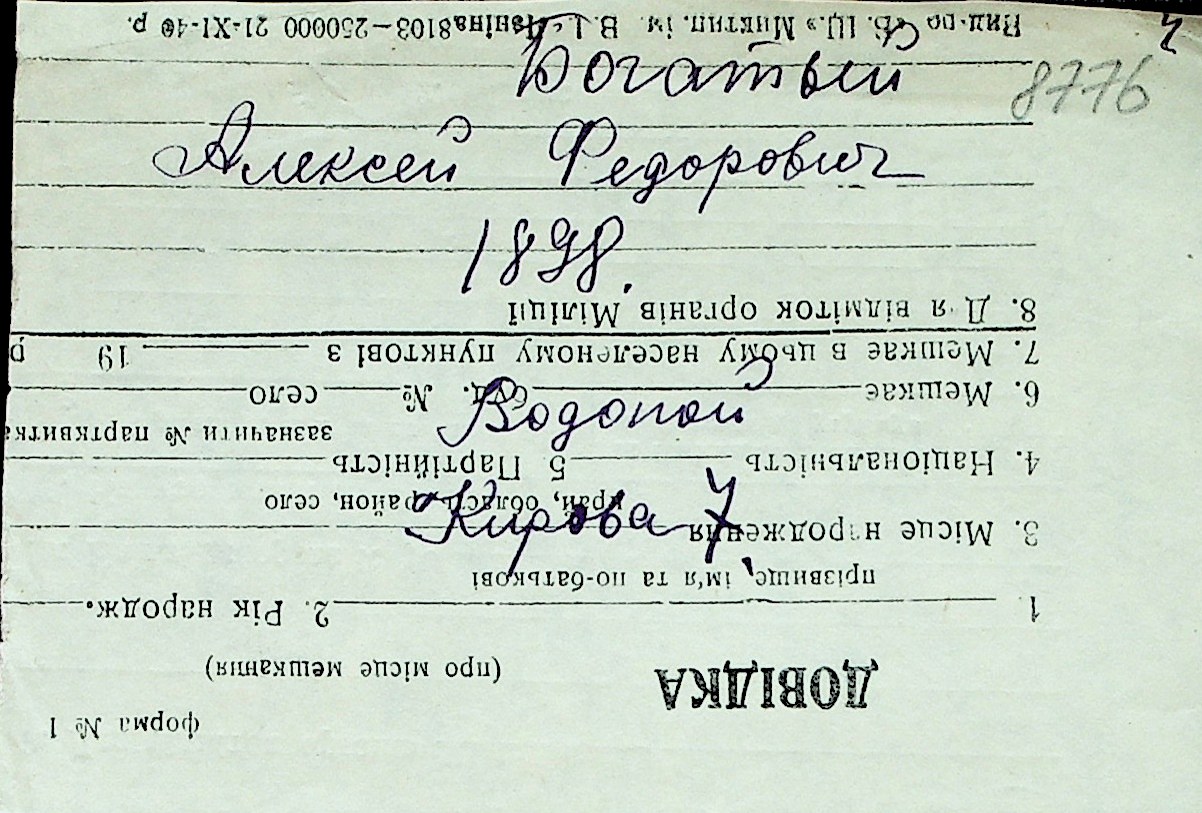 8776
Богатый
Алексей Федорович
1898.
Водопой
Кирова 7
форма № 1
ДОВІДКА
(про місце мешкання)
1. 2. Рік народж.
прізвище, ім'я та по-батькові
3. Місце народження
край, область, район, село
4. Національність 5 Партійність
зазначити № партквитка
6. Мешкає буд. № село
7. Мешкає в цьому населеному пунктові з 19 р
8. Для відміток органів Міліції
В. І. Леніна 8103—250000 21-XI-40 р.